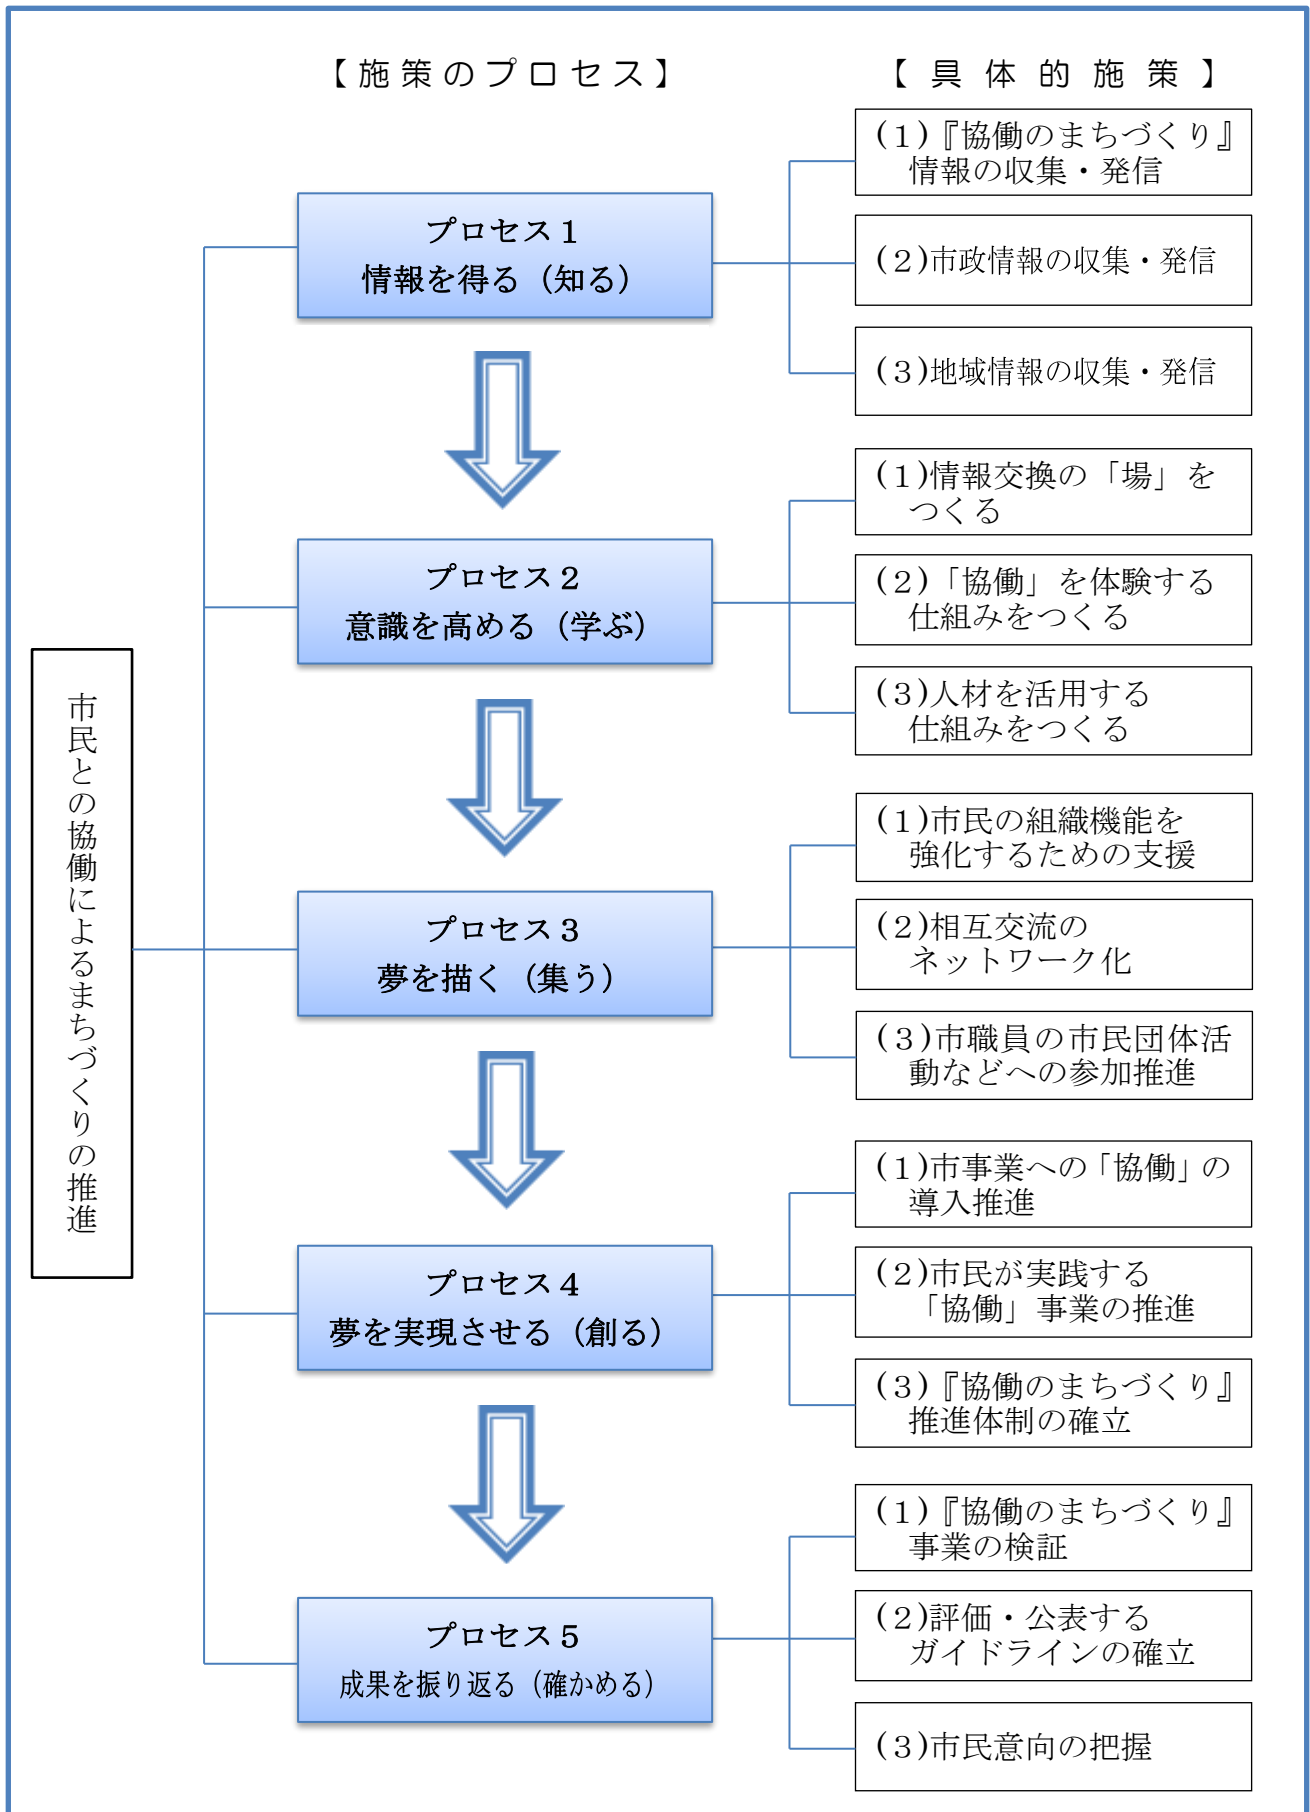 【施策のプロセス】
【具体的施策】
市民との協働によるまちづくりの推進
プロセス１
情報を得る（知る）
(１)『協働のまちづくり』
情報の収集・発信
(２)市政情報の収集・発信
(３)地域情報の収集・発信
プロセス２
意識を高める（学ぶ）
(１)情報交換の「場」を
つくる
(２)「協働」を体験する
仕組みをつくる
(３)人材を活用する
仕組みをつくる
プロセス３
夢を描く（集う）
(１)市民の組織機能を
強化するための支援
(２)相互交流の
ネットワーク化
(３)市職員の市民団体活
動などへの参加推進
プロセス４
夢を実現させる（創る）
(１)市事業への「協働」の
導入推進
(２)市民が実践する
「協働」事業の推進
(３)『協働のまちづくり』
推進体制の確立
プロセス５
成果を振り返る（確かめる）
(１)『協働のまちづくり』
事業の検証
(２)評価・公表する
ガイドラインの確立
(３)市民意向の把握